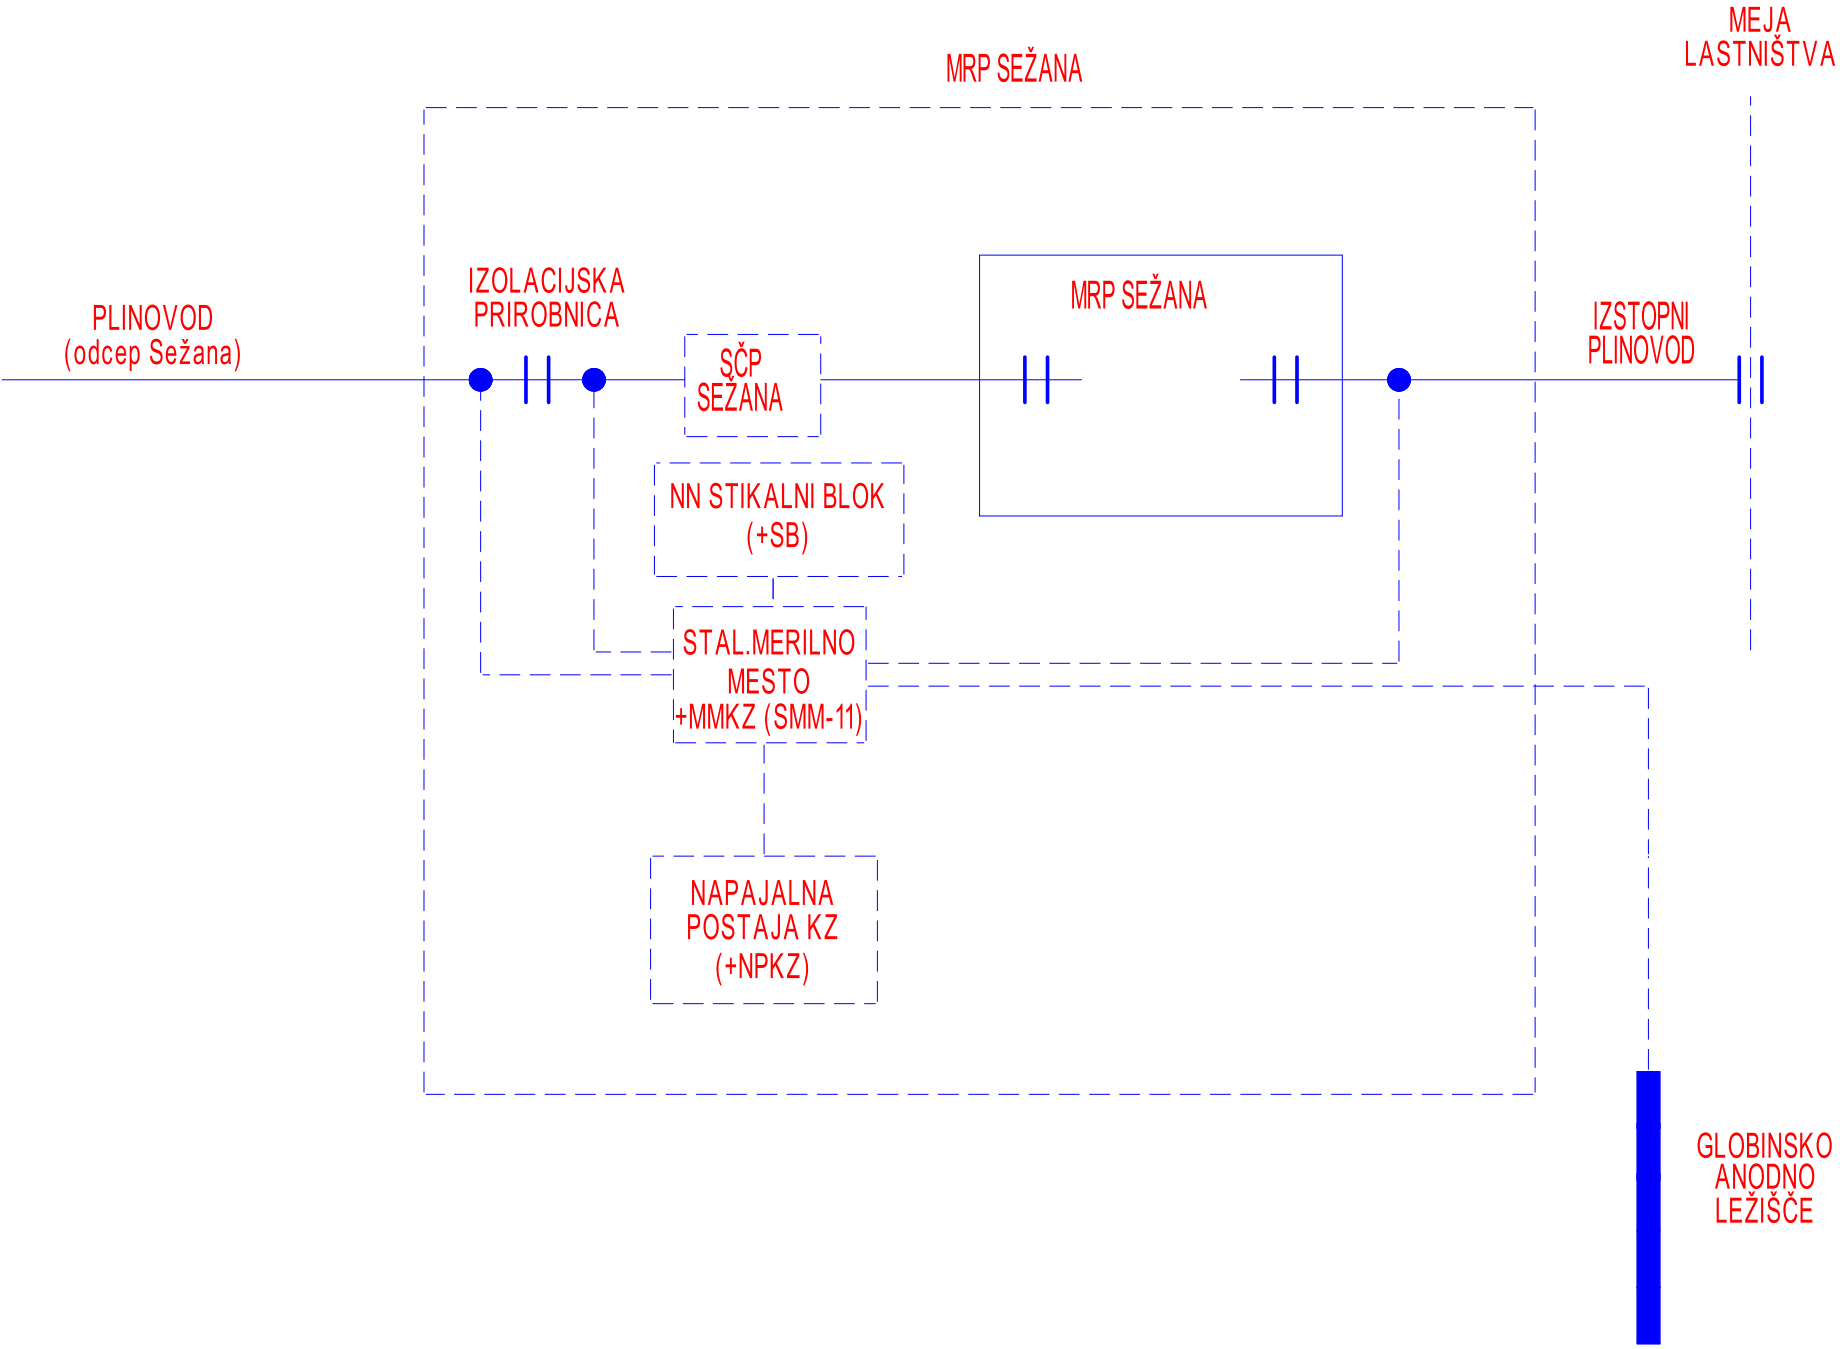 MEJA
LASTNIŠTVA
MRP SEŽANA
IZOLACIJSKA
PRIROBNICA
MRP SEŽANA
PLINOVOD
(odcep Sežana)
IZSTOPNI
PLINOVOD
SČP
SEŽANA
NN STIKALNI BLOK
(+SB)
STAL.MERILNO
MESTO
+MMKZ (SMM-11)
NAPAJALNA
POSTAJA KZ
(+NPKZ)
GLOBINSKO
ANODNO
LEŽIŠČE